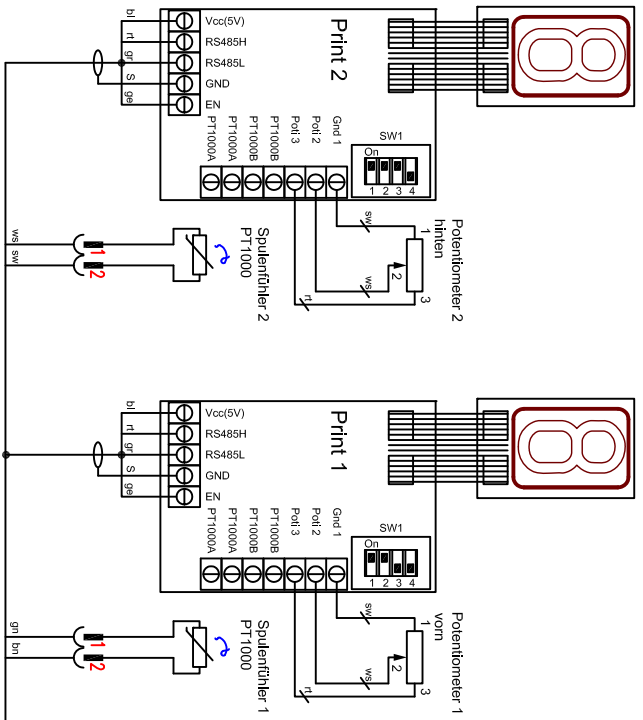 bl
Vcc(5V)
rt
RS485H
gr
RS485L
S
GND
ge
EN
Print 2
SW1
On
1 2 3 4
Gnd 1
Poti 2
Poti 3
PT1000B
PT1000B
PT1000A
PT1000A
Potentiometer 2
hinten
1
2
3
sw
ws
rt
Spulenfühler 2
PT1000
ws
sw
1
2
bl
Vcc(5V)
rt
RS485H
gr
RS485L
S
GND
ge
EN
Print 1
SW1
On
1 2 3 4
Gnd 1
Poti 2
Poti 3
PT1000B
PT1000B
PT1000A
PT1000A
Potentiometer 1
vorn
1
2
3
sw
ws
rt
Spulenfühler 1
PT1000
gn
bn
1
2